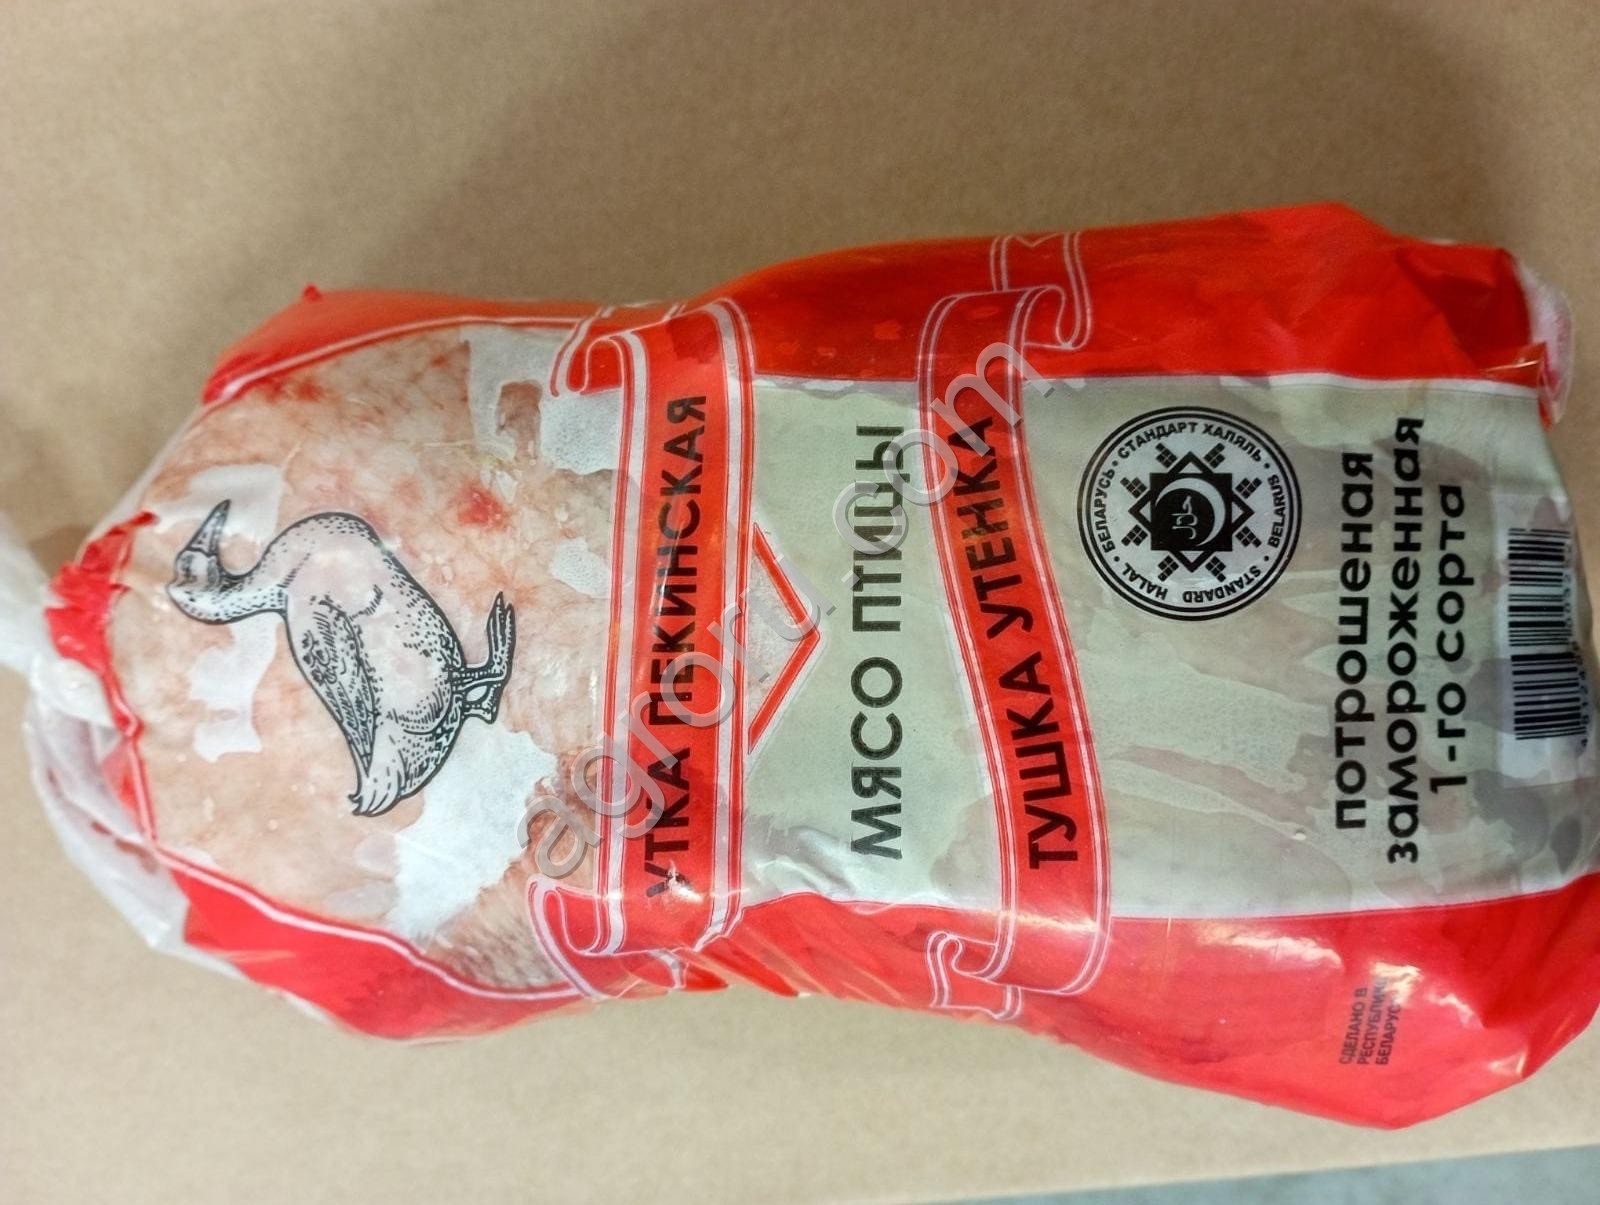 УТКА ПЕКИНСКАЯ
МЯСО ПТИЦЫ
ТУШКА УТЕНКА
БЕЛАРУСЬ • СТАНДАРТ ХАЛЯЛЬ •
BELARUS • STANDARD HALAL •
حلال
потрошеная
замороженная
1-го сорта
СДЕЛАНО В
РЕСПУБЛИКЕ
БЕЛАРУСЬ
agroru.com